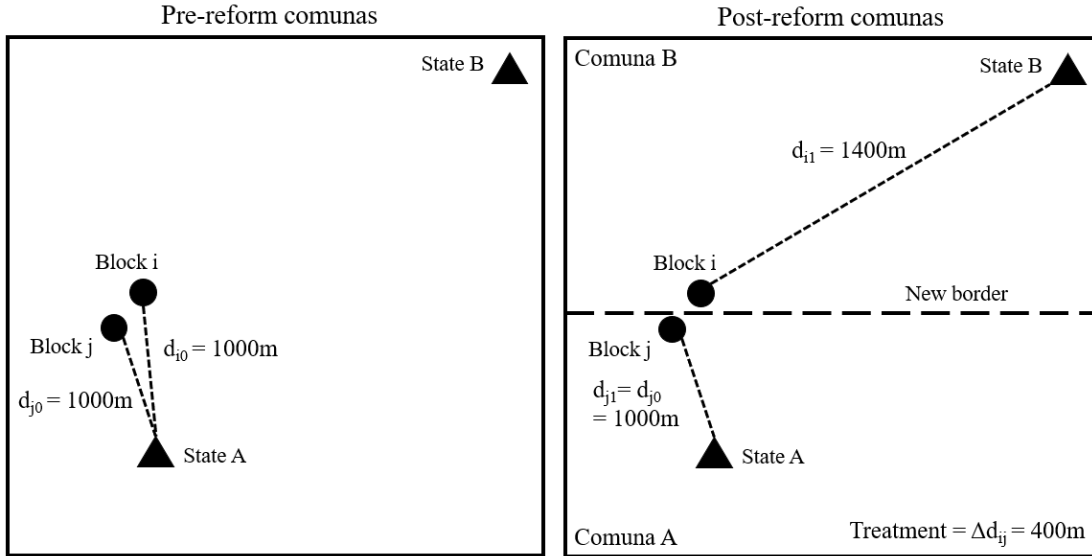 Pre-reform comunas
State B
Block i
Block j
d_i0 = 1000m
d_j0 = 1000m
State A
Post-reform comunas
Comuna B
State B
d_i1 = 1400m
Block i
New border
Block j
d_j1= d_j0
= 1000m
State A
Comuna A
Treatment = Δd_ij = 400m